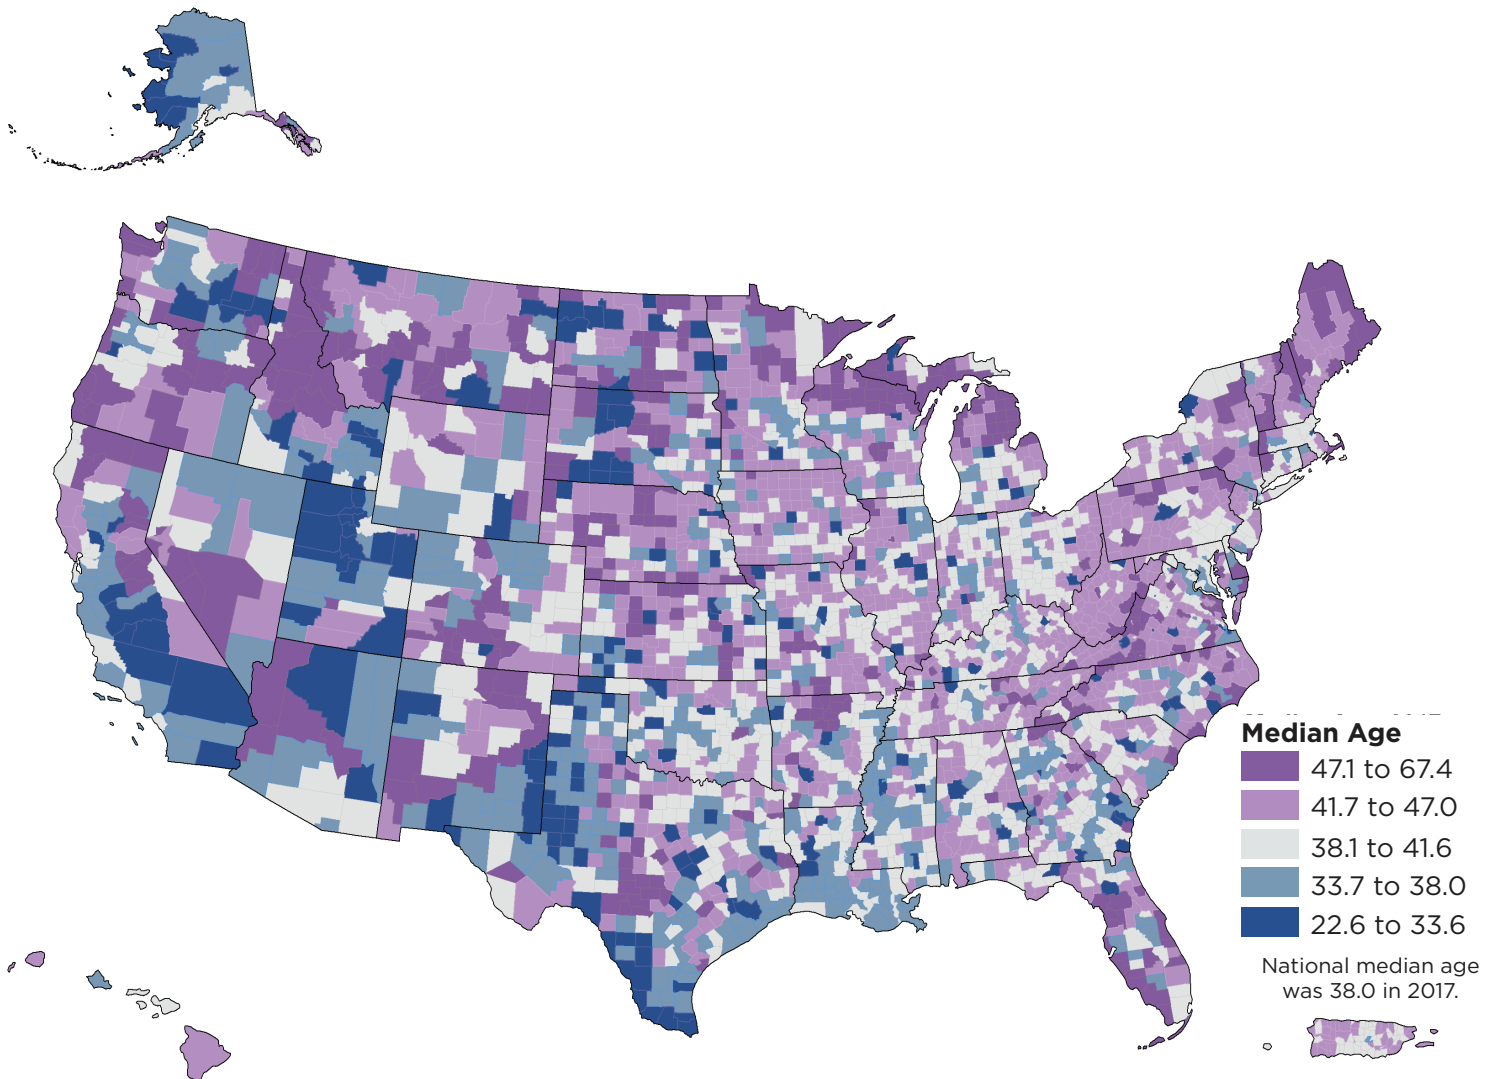 Median Age
47.1 to 67.4
41.7 to 47.0
38.1 to 41.6
33.7 to 38.0
22.6 to 33.6
National median age
was 38.0 in 2017.